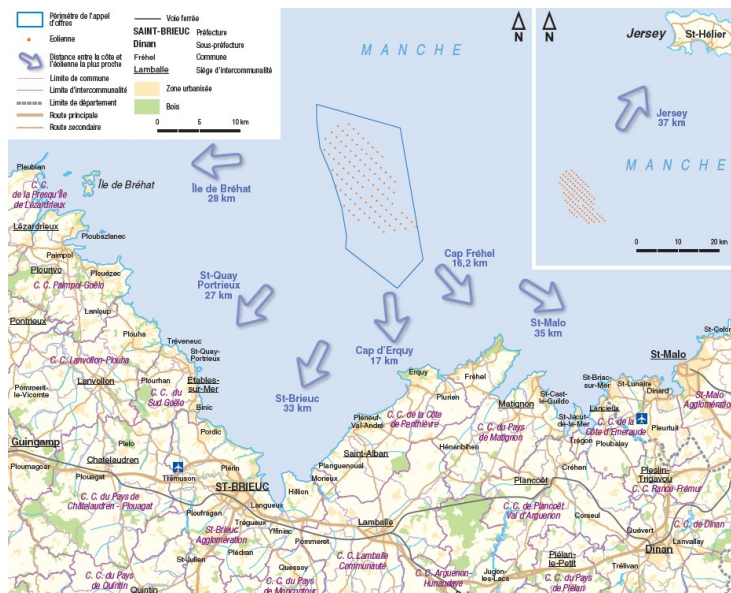 Périmètre de l'appel
d'offres
Eolienne
Distance entre la côte et
l'éolienne la plus proche
Limite de commune
Limite d'intercommunalité
Limite de département
Route principale
Route secondaire
Voie ferrée
SAINT-BRIEUC Préfecture
Dinan Sous-préfecture
Fréhel Commune
Lamballe Siège d'intercommunalité
Zone urbanisée
Bois
0 5 10 km
N
MANCHE
N
Jersey
St-Hélier
Jersey
37 km
MANCHE
0 10 20 km
Pleubian
Île de Bréhat
Île de Bréhat
28 km
C. C.
de la Presqu'Île
de Lézardrieux
Lézardrieux
Ploubazlanec
Paimpol
Plourivo
Plouézec
C. C. Paimpol-Goëlo
Cap Fréhel
16,2 km
St-Quay
Portrieux
27 km
St-Malo
35 km
Cap d'Erquy
17 km
St-Brieuc
33 km
Lanloup
Pontrieux
Plouha
Tréveneuc
St-Quay-
Portrieux
C. C. Lanvollon-Plouha
Lanvollon
Plourhan
Étables-
sur-Mer
Pommerit-
le-Vicomte
C. C. du
Sud Goëlo
Binic
Pordic
Guingamp
Plélo
Chatelaudren
Ploumagoar
Plouagat
Trémuson
Plérin
ST-BRIEUC
C. C. du Pays de
Châtelaudren - Plouagat
Ploufragan
Langueux
Trégueux
Yffiniac
Hillion
St-Brieuc
Agglomération
Plédran
St-Julien
Pommeret
Quessoy
C. C. du Pays
de Quintin
Quintin
C. C. du Pays
de Moncontour
C. C. Lamballe
Communauté
Lamballe
Morieux
Planguenoual
Pléneuf-
Val-André
Saint-Alban
C. C. de la Côte
de Penthièvre
Erquy
Plurien
Fréhel
Hénanbihen
Matignon
C. C. du Pays
de Matignon
St-Cast-
le-Guildo
St-Jacut-
de-la-Mer
Trégon
St-Briac-
sur-Mer
Lancieux
St-Lunaire
Dinard
St-Malo
St-Malo
Agglomération
C. C. de la
Côte d'Emeraude
Pleurtuit
Ploubalay
Créhen
Plancoët
Pleslin-
Trigavou
C. C. Rance-Frémur
C. C. de Plancoët
Val d'Arguenon
Corseul
Quévert
C. C. de Dinan
Lanvallay
Dinan
Plélan-
le-Petit
Trélivan
C. C. du Pays
de Plélan
Jugon-
les-Lacs
C. C. Arguenon-
Hunaudaye